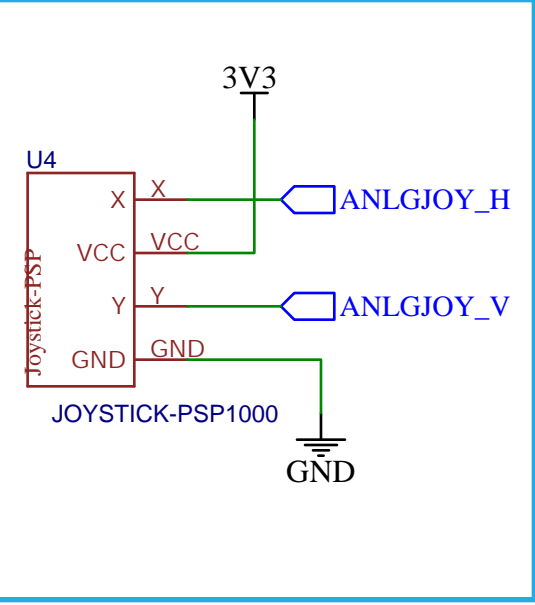 3V3
U4
X
X
ANLGJOY_H
VCC
VCC
Joystick-PSP
Y
Y
ANLGJOY_V
GND
GND
JOYSTICK-PSP1000
GND